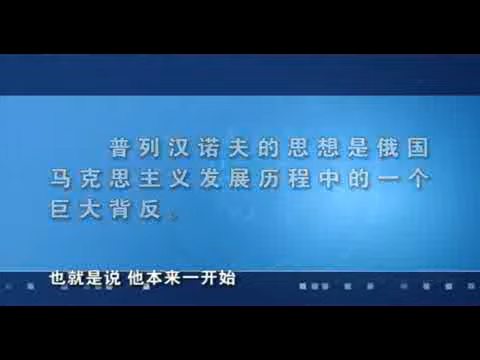 普列汉诺夫的思想是俄国
马克思主义发展历程中的一个
巨大背反。
也就是说 他本来一开始